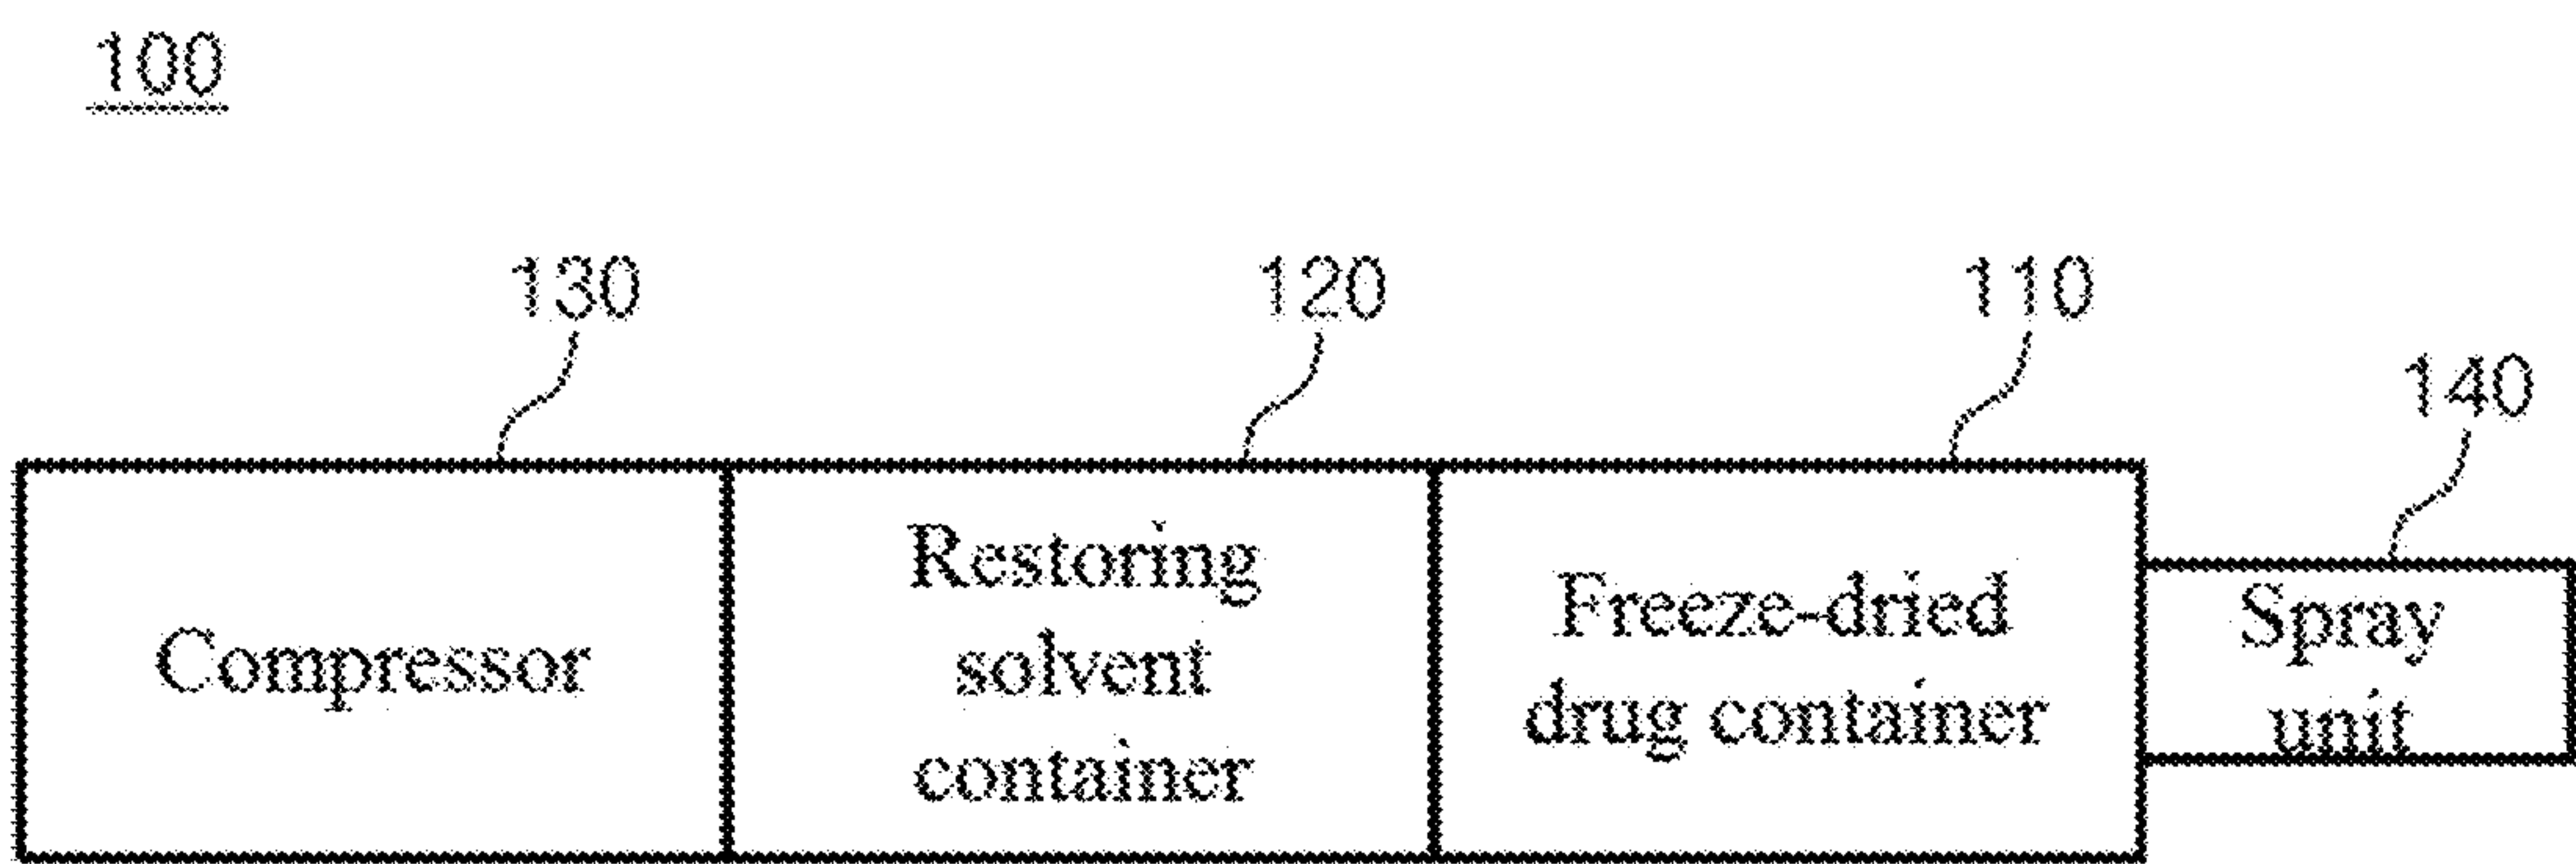 100
130
120
110
140
Compressor
Restoring
solvent
container
Freeze-dried
drug container
Spray
unit